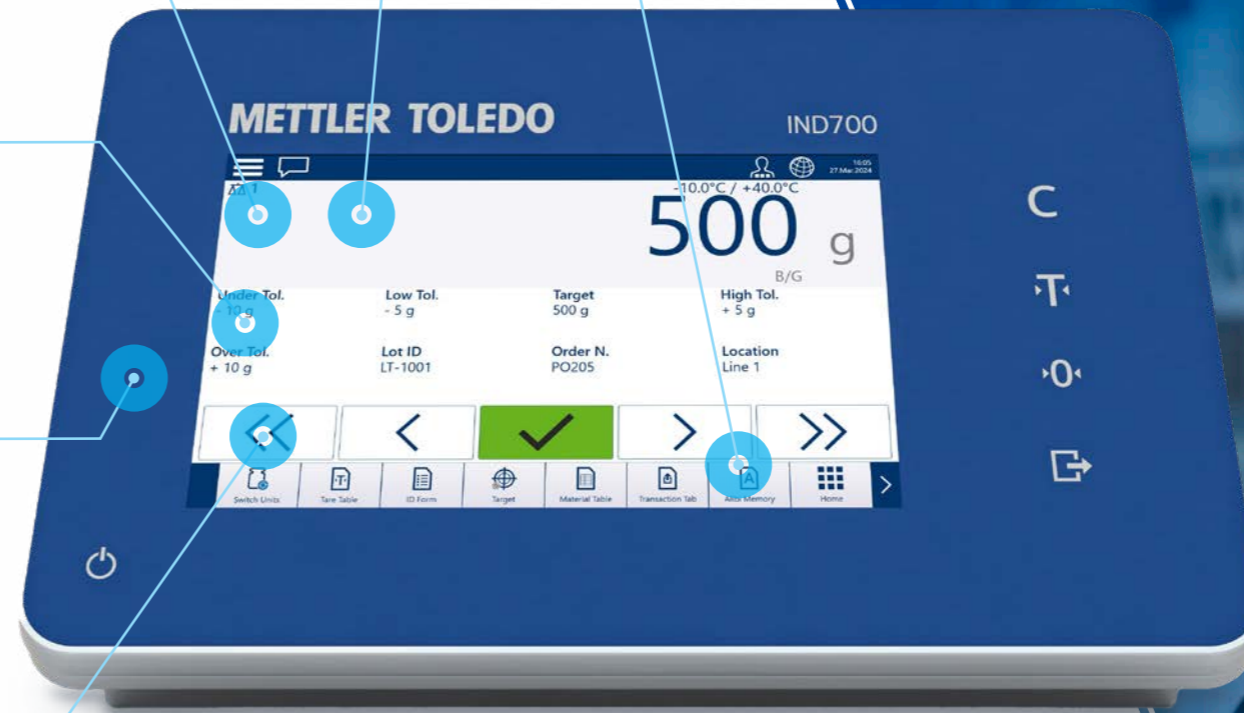 METTLER TOLEDO
IND700
16:05
27.Mar.2024
1
-10.0°C / +40.0°C
500 g
B/G
Under Tol. Low Tol. Target High Tol.
- 10 g - 5 g 500 g + 5 g
Over Tol. Lot ID Order N. Location
+ 10 g LT-1001 PO205 Line 1
Switch Units Tare Table ID Form Target Material Table Transaction Tab Alibi Memory Home
C
T
0